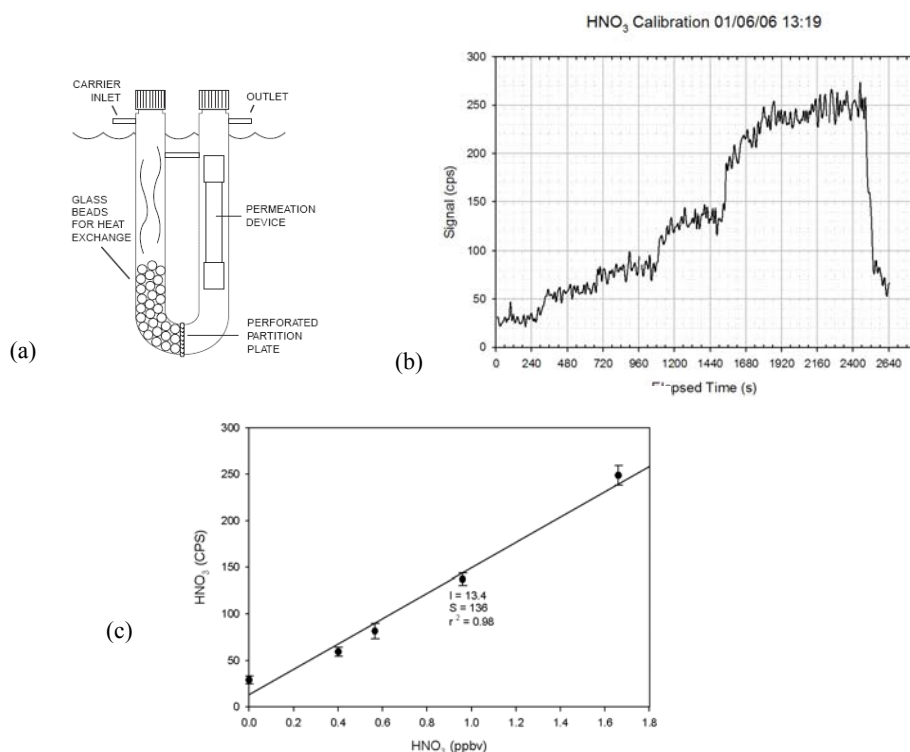 CARRIER
INLET
OUTLET
GLASS
BEADS
FOR HEAT
EXCHANGE
PERMEATION
DEVICE
PERFORATED
PARTITION
PLATE
(a)
HNO₃ Calibration 01/06/06 13:19
300
250
200
150
100
50
0
Signal (cps)
0 240 480 720 960 1200 1440 1680 1920 2160 2400 2640
Elapsed Time (s)
(b)
300
250
200
150
100
50
0
HNO₃ (CPS)
I = 13.4
S = 136
r² = 0.98
0.0 0.2 0.4 0.6 0.8 1.0 1.2 1.4 1.6 1.8
HNO₃ (ppbv)
(c)